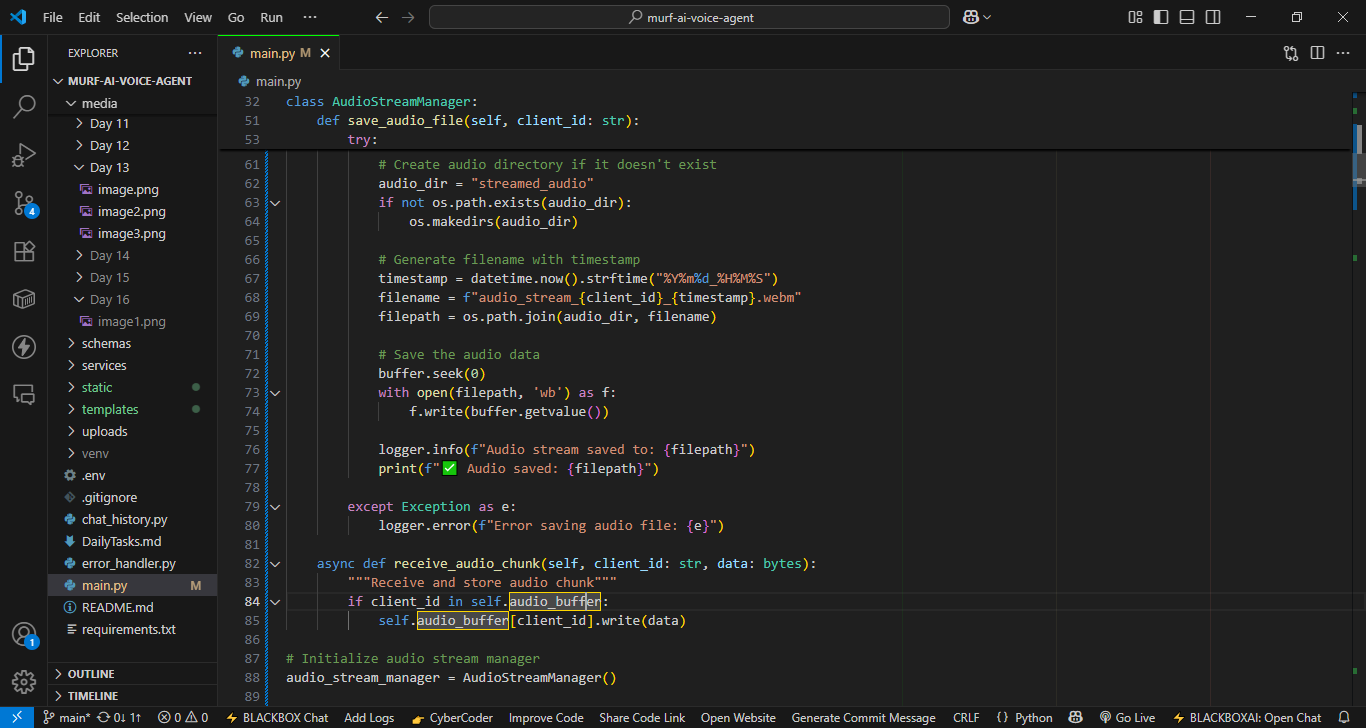 File Edit Selection View Go Run ··· murf-ai-voice-agent
EXPLORER ···
MURF-AI-VOICE-AGENT
media
Day 11
Day 12
Day 13
image.png
image2.png
image3.png
Day 14
Day 15
Day 16
image1.png
schemas
services
static
templates
uploads
venv
.env
.gitignore
chat_history.py
DailyTasks.md
error_handler.py
main.py M
README.md
requirements.txt
OUTLINE
TIMELINE
4
1
main.py M
main.py
32 class AudioStreamManager:
51 def save_audio_file(self, client_id: str):
53 try:
61 # Create audio directory if it doesn't exist
62 audio_dir = "streamed_audio"
63 if not os.path.exists(audio_dir):
64 os.makedirs(audio_dir)
65
66 # Generate filename with timestamp
67 timestamp = datetime.now().strftime("%Y%m%d_%H%M%S")
68 filename = f"audio_stream_{client_id}_{timestamp}.webm"
69 filepath = os.path.join(audio_dir, filename)
70
71 # Save the audio data
72 buffer.seek(0)
73 with open(filepath, 'wb') as f:
74 f.write(buffer.getvalue())
75
76 logger.info(f"Audio stream saved to: {filepath}")
77 print(f"✅ Audio saved: {filepath}")
78
79 except Exception as e:
80 logger.error(f"Error saving audio file: {e}")
81
82 async def receive_audio_chunk(self, client_id: str, data: bytes):
83 """Receive and store audio chunk"""
84 if client_id in self.audio_buffer:
85 self.audio_buffer[client_id].write(data)
86
87 # Initialize audio stream manager
88 audio_stream_manager = AudioStreamManager()
89
main* 0↓ 1↑ 0 0 BLACKBOX Chat Add Logs CyberCoder Improve Code Share Code Link Open Website Generate Commit Message CRLF {} Python Go Live BLACKBOXAI: Open Chat